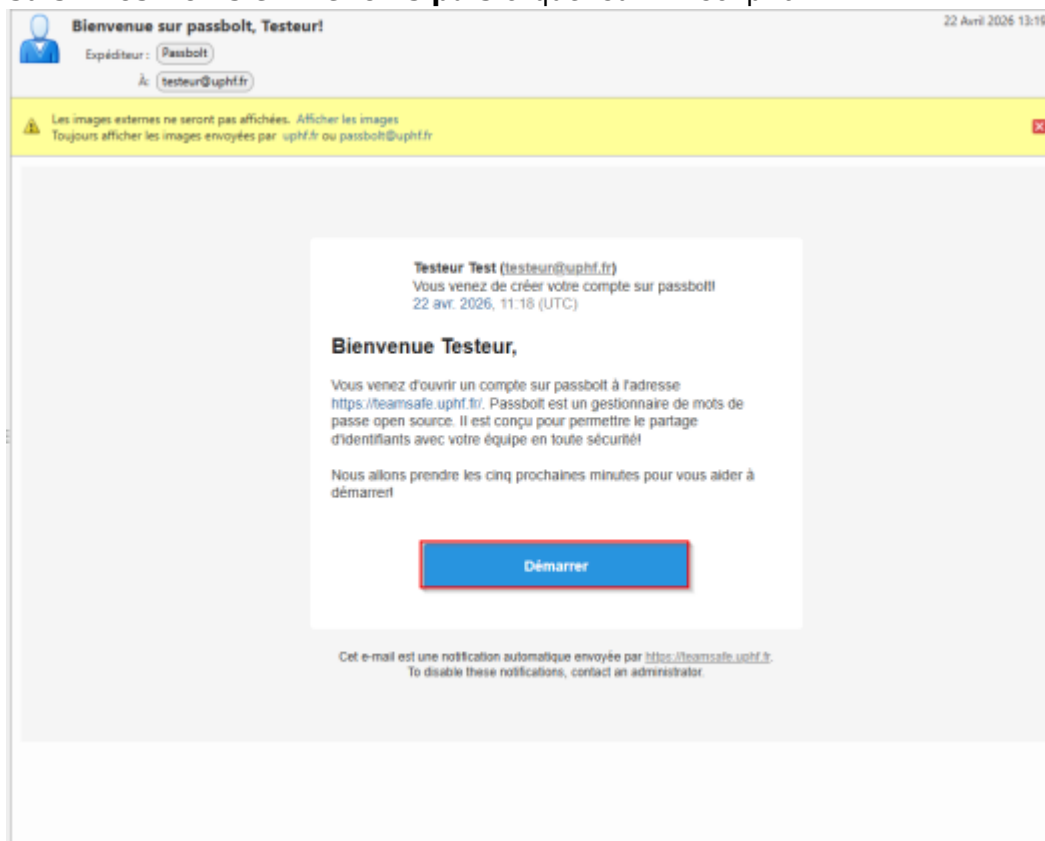 Bienvenue sur passbolt, Testeur!
22 Avril 2026 13:19
Expéditeur : Passbolt
À: testeur@uphf.fr
Les images externes ne seront pas affichées. Afficher les images
Toujours afficher les images envoyées par uphf.fr ou passbolt@uphf.fr
Testeur Test (testeur@uphf.fr)
Vous venez de créer votre compte sur passbolt!
22 avr. 2026, 11:18 (UTC)
Bienvenue Testeur,
Vous venez d'ouvrir un compte sur passbolt à l'adresse
https://teamsafe.uphf.fr/. Passbolt est un gestionnaire de mots de
passe open source. Il est conçu pour permettre le partage
d'identifiants avec votre équipe en toute sécurité!
Nous allons prendre les cinq prochaines minutes pour vous aider à
démarrer!
Démarrer
Cet e-mail est une notification automatique envoyée par https://teamsafe.uphf.fr.
To disable these notifications, contact an administrator.